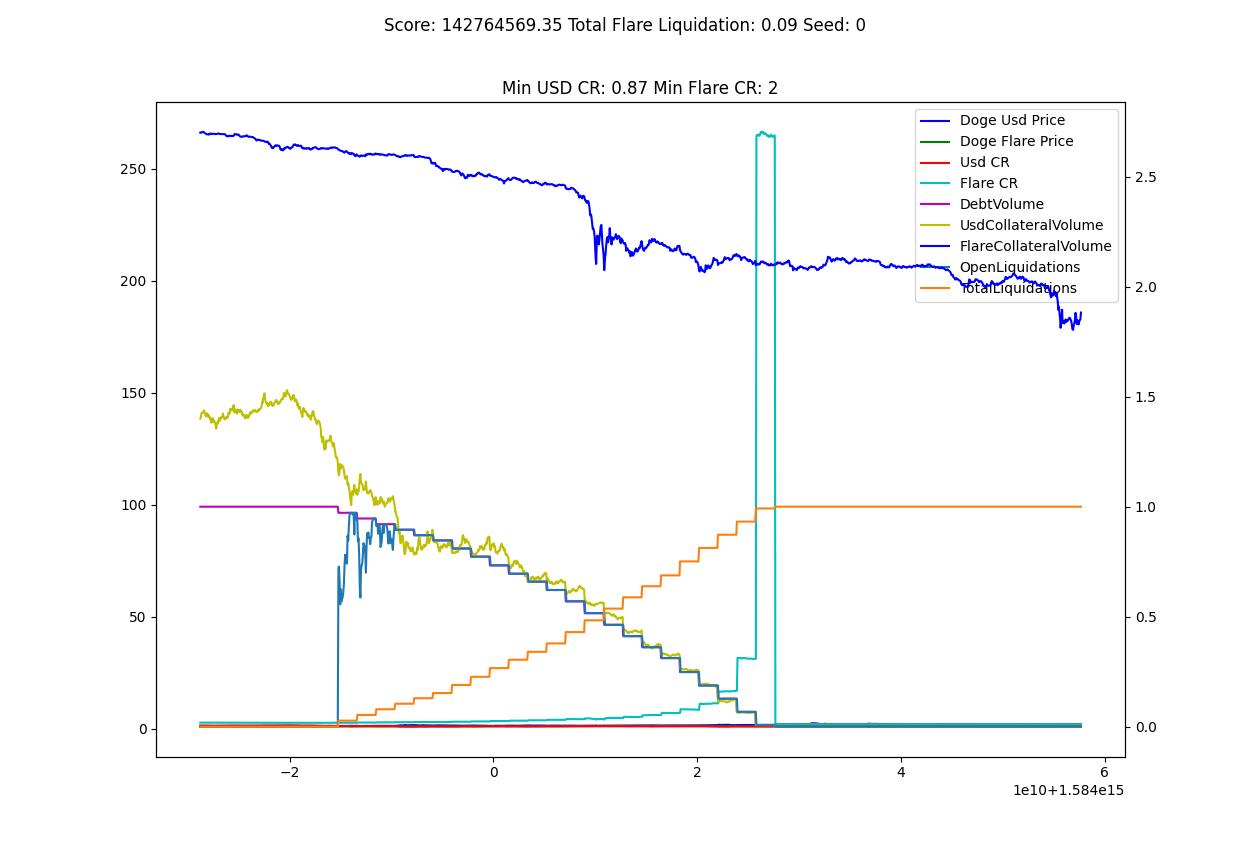 Score: 142764569.35 Total Flare Liquidation: 0.09 Seed: 0
Min USD CR: 0.87 Min Flare CR: 2
Doge Usd Price
Doge Flare Price
Usd CR
Flare CR
DebtVolume
UsdCollateralVolume
FlareCollateralVolume
OpenLiquidations
TotalLiquidations
250
200
150
100
50
0
2.5
2.0
1.5
1.0
0.5
0.0
−2
0
2
4
6
1e10+1.584e15